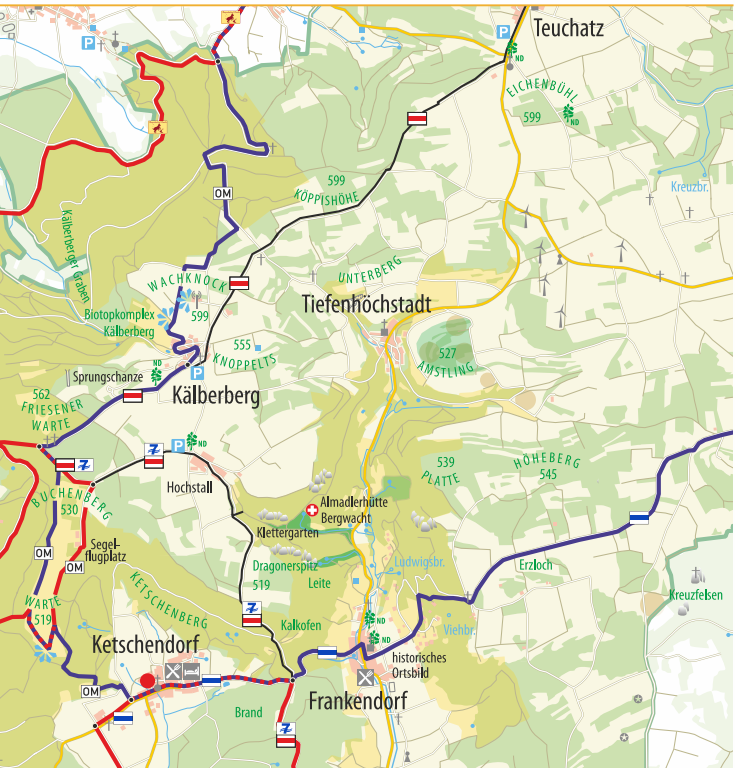 P
P
Teuchatz
ND
EICHENBÜHL
599
ND
OM
599
KÖPPISHÖHE
Kreuzbr.
Kälberger Graben
WACHKNOCK
599
UNTERBERG
Tiefenhöchstadt
Biotopkomplex
Kälberberg
555
KNOPPELTS
527
AMSTLING
ND
Sprungschanze
P
Kälberberg
562
FRIESENER
WARTE
P
ND
Hochstall
539
PLATTE
HÖHEBERG
545
BUCHENBERG
530
Almadlerhütte
Bergwacht
Klettergarten
Segel-
flugplatz
OM
OM
Dragonerspitz
519
Leite
Ludwigsbr.
Erzloch
Kreuzfelsen
KETSCHENBERG
WARTE
519
Kalkofen
ND
ND
Viehbr.
Ketschendorf
historisches
Ortsbild
OM
Frankendorf
Brand